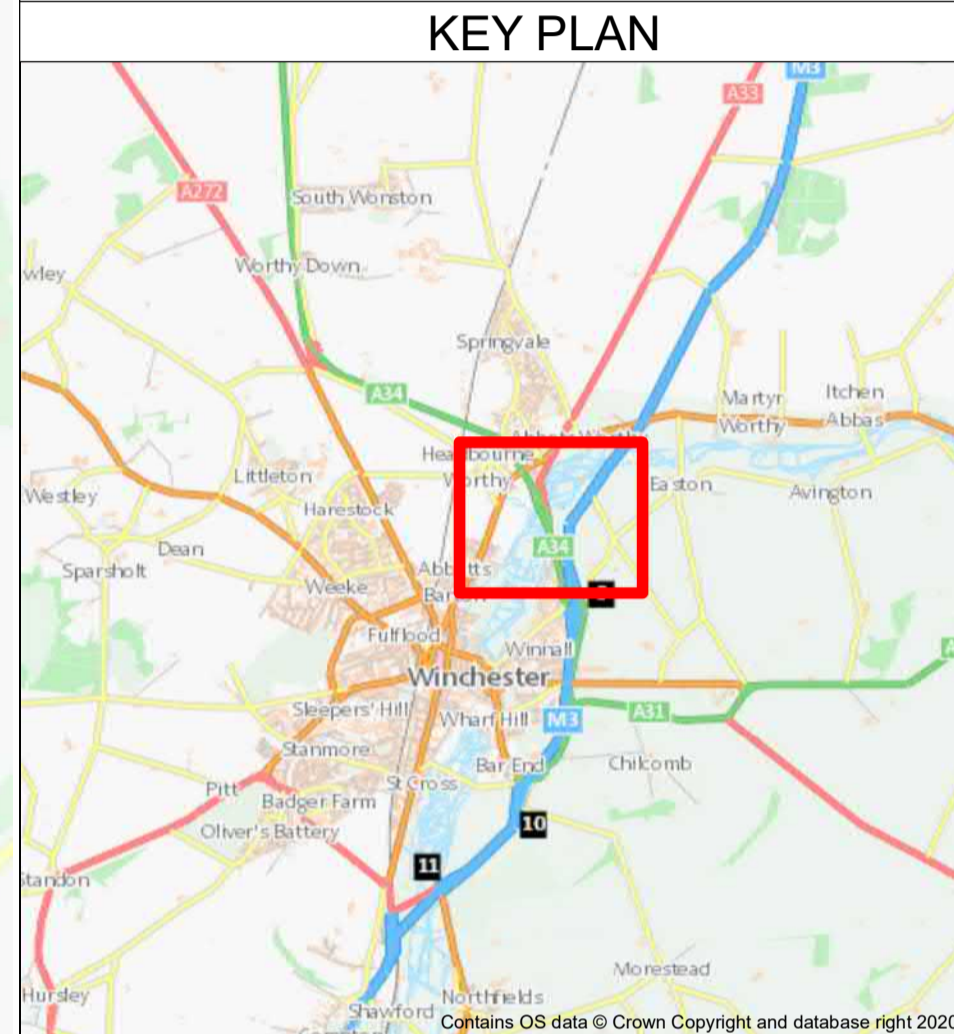 KEY PLAN
M3
A33
A272
South Wonston
Worthy Down
wley
Springvale
A34
Martyr
Worthy
Itchen
Abbas
Headbourne
Worthy
Littleton
Easton
Westley
Harestock
Avington
Dean
A34
Sparsholt
Abbotts
Barton
Weeke
Fulflood
Winnall
Winchester
Sleepers' Hill
Wharf Hill
M3
A31
Stanmore
Bar End
Chilcomb
St Cross
Pitt
Badger Farm
10
Oliver's Battery
11
Standon
Morestead
Hursley
Northfields
Shawford
Contains OS data © Crown Copyright and database right 2020